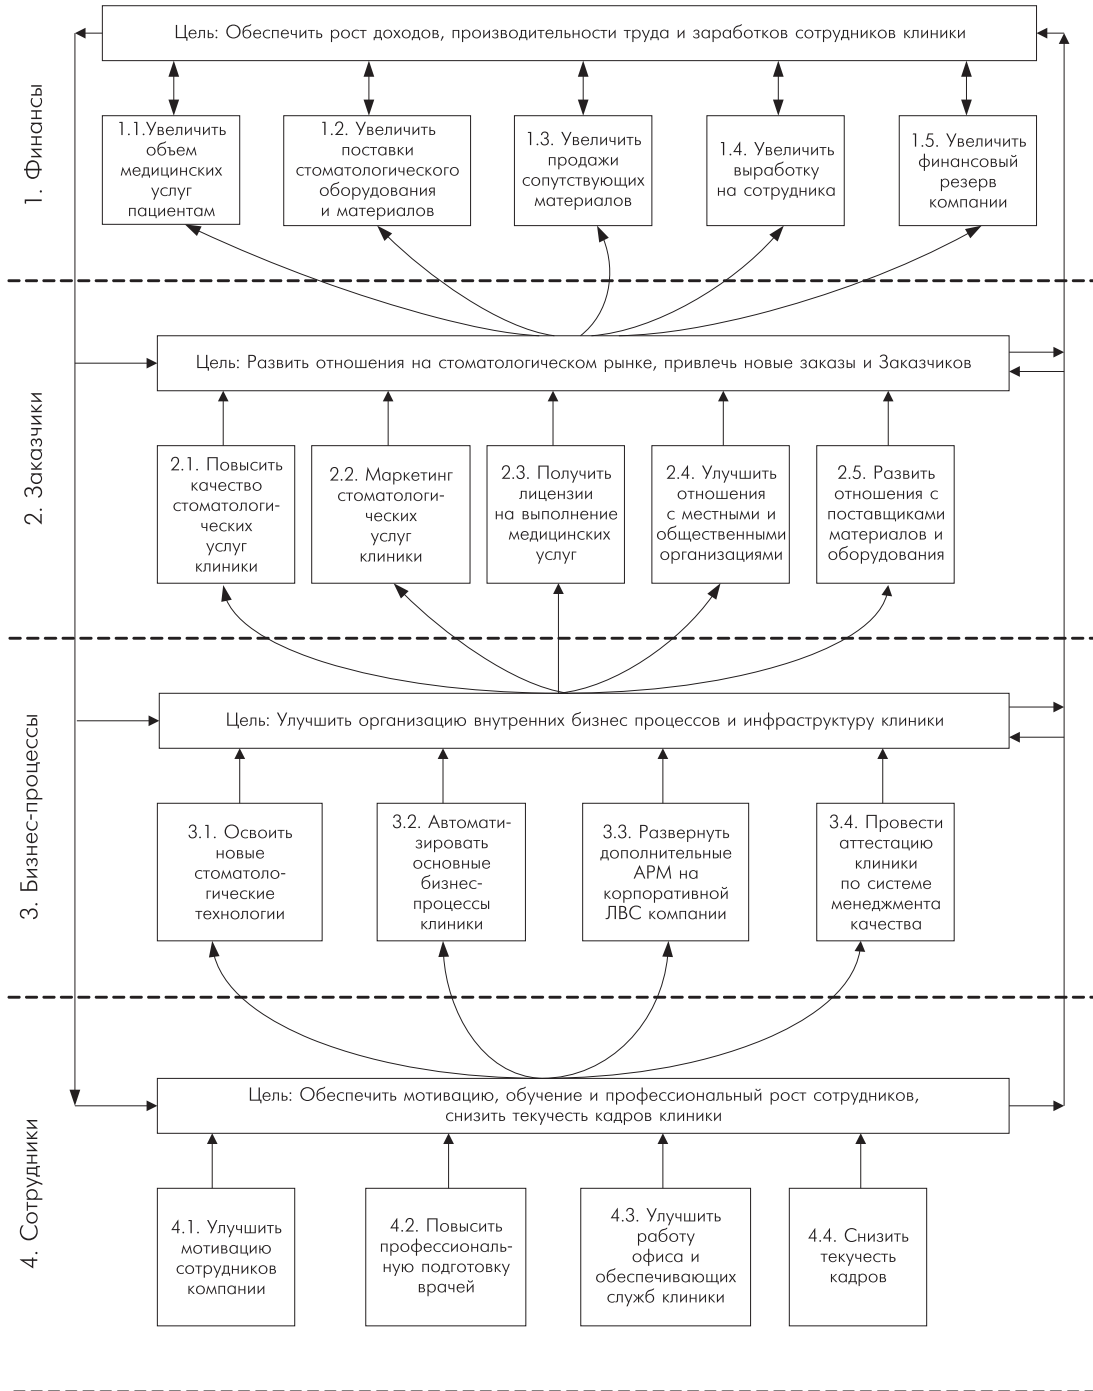 Цель: Обеспечить рост доходов, производительности труда и заработков сотрудников клиники
1. Финансы
1.1.Увеличить
объем
медицинских
услуг
пациентам
1.2. Увеличить
поставки
стоматологического
оборудования
и материалов
1.3. Увеличить
продажи
сопутствующих
материалов
1.4. Увеличить
выработку
на сотрудника
1.5. Увеличить
финансовый
резерв
компании
Цель: Развить отношения на стоматологическом рынке, привлечь новые заказы и Заказчиков
2. Заказчики
2.1. Повысить
качество
стоматологи-
ческих
услуг
клиники
2.2. Маркетинг
стоматологи-
ческих
услуг
клиники
2.3. Получить
лицензии
на выполнение
медицинских
услуг
2.4. Улучшить
отношения
с местными и
общественными
организациями
2.5. Развить
отношения с
поставщиками
материалов и
оборудования
Цель: Улучшить организацию внутренних бизнес процессов и инфраструктуру клиники
3. Бизнес-процессы
3.1. Освоить
новые
стоматоло-
гические
технологии
3.2. Автомати-
зировать
основные
бизнес-
процессы
клиники
3.3. Развернуть
дополнительные
АРМ на
корпоративной
ЛВС компании
3.4. Провести
аттестацию
клиники
по системе
менеджмента
качества
Цель: Обеспечить мотивацию, обучение и профессиональный рост сотрудников,
снизить текучесть кадров клиники
4. Сотрудники
4.1. Улучшить
мотивацию
сотрудников
компании
4.2. Повысить
профессиональ-
ную подготовку
врачей
4.3. Улучшить
работу
офиса и
обеспечивающих
служб клиники
4.4. Снизить
текучесть
кадров